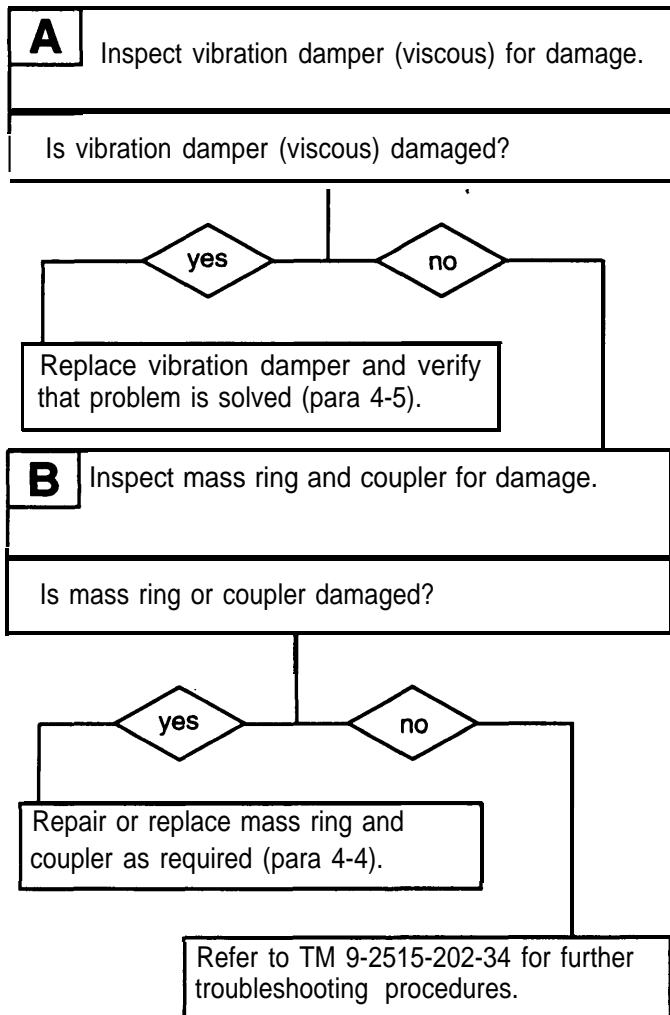 A Inspect vibration damper (viscous) for damage.
Is vibration damper (viscous) damaged?
yes no
Replace vibration damper and verify
that problem is solved (para 4-5).
B Inspect mass ring and coupler for damage.
Is mass ring or coupler damaged?
yes no
Repair or replace mass ring and
coupler as required (para 4-4).
Refer to TM 9-2515-202-34 for further
troubleshooting procedures.